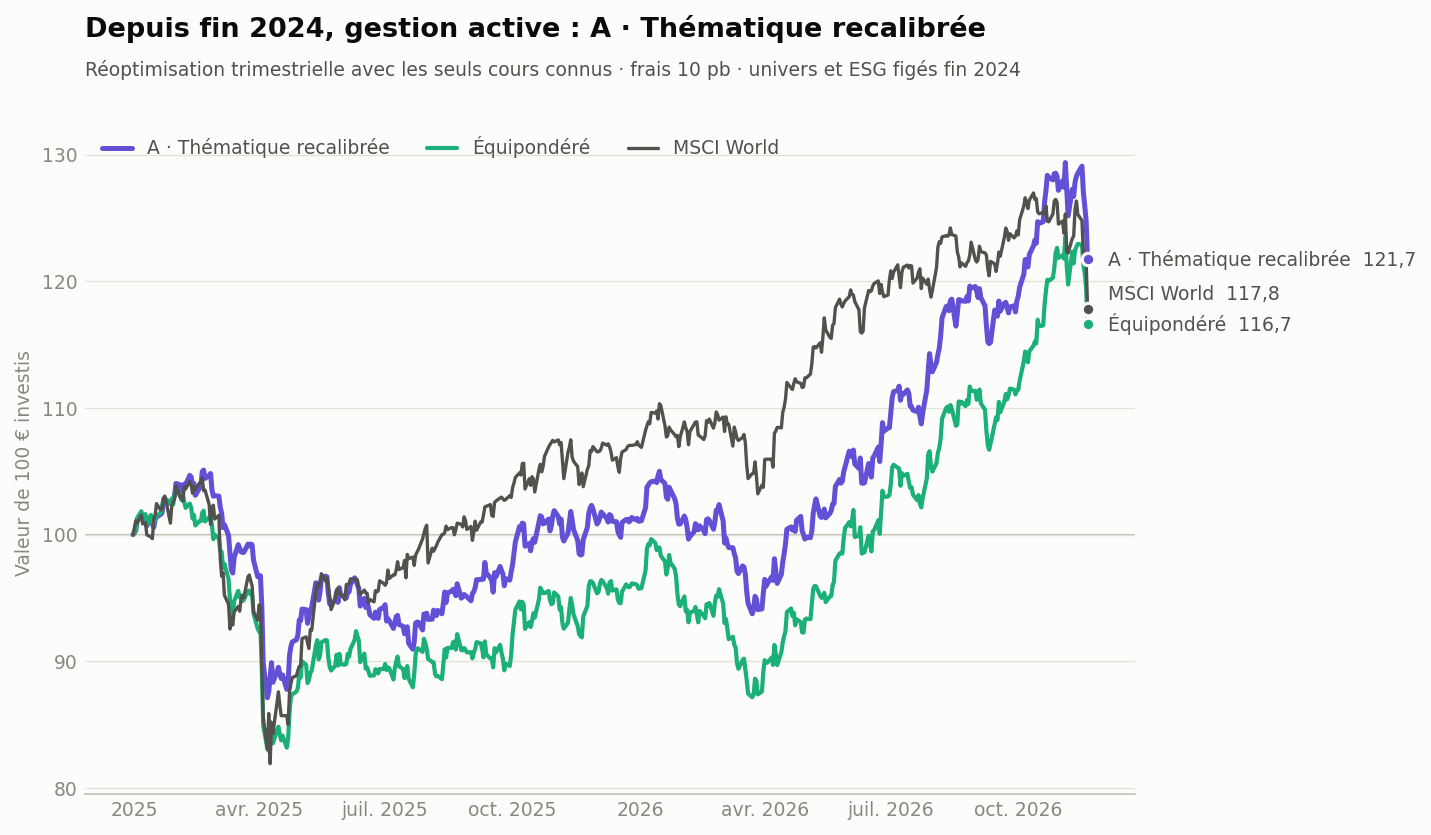 Depuis fin 2024, gestion active : A · Thématique recalibrée
Réoptimisation trimestrielle avec les seuls cours connus · frais 10 pb · univers et ESG figés fin 2024
A · Thématique recalibrée
Équipondéré
MSCI World
Valeur de 100 € investis
130
120
110
100
90
80
A · Thématique recalibrée 121,7
MSCI World 117,8
Équipondéré 116,7
2025
avr. 2025
juil. 2025
oct. 2025
2026
avr. 2026
juil. 2026
oct. 2026